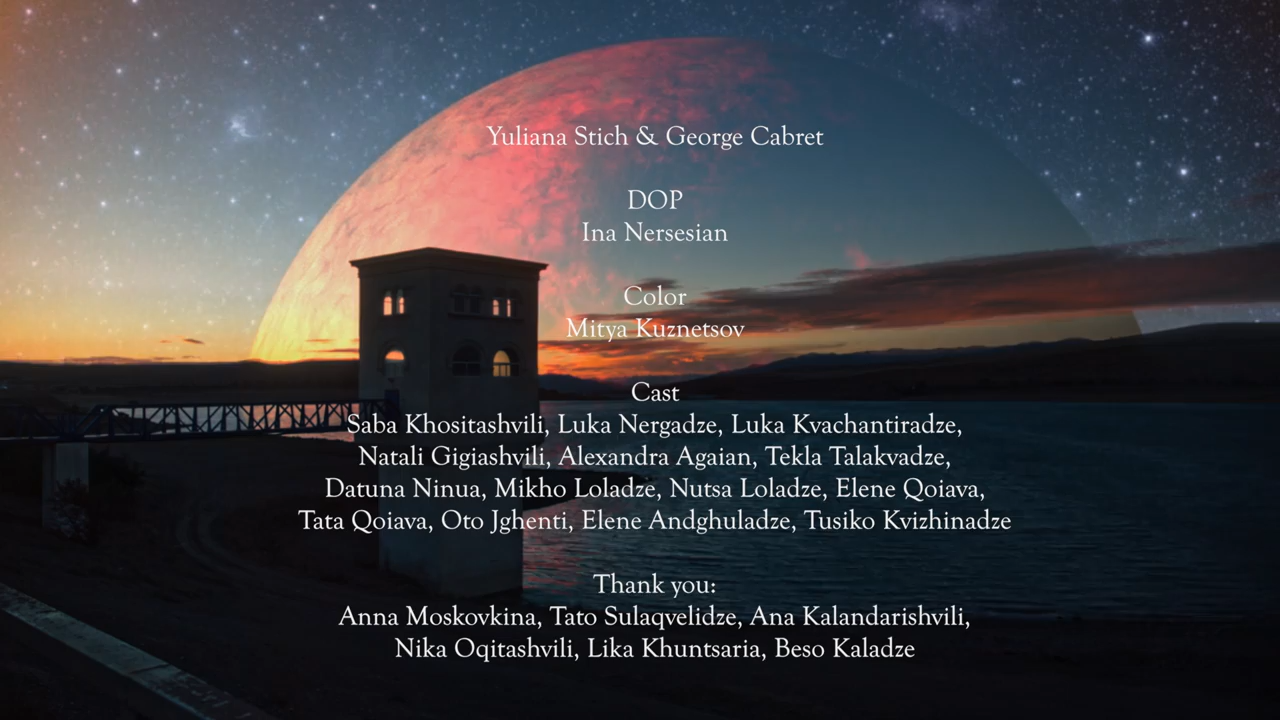 Yuliana Stich & George Cabret
DOP
Ina Nersesian
Color
Mitya Kuznetsov
Cast
Saba Khositashvili, Luka Nergadze, Luka Kvachantiradze,
Natali Gigiashvili, Alexandra Agaian, Tekla Talakvadze,
Datuna Ninua, Mikho Loladze, Nutsa Loladze, Elene Qoiava,
Tata Qoiava, Oto Jghenti, Elene Andghuladze, Tusiko Kvizhinadze
Thank you:
Anna Moskovkina, Tato Sulaqvelidze, Ana Kalandarishvili,
Nika Oqitashvili, Lika Khuntsaria, Beso Kaladze